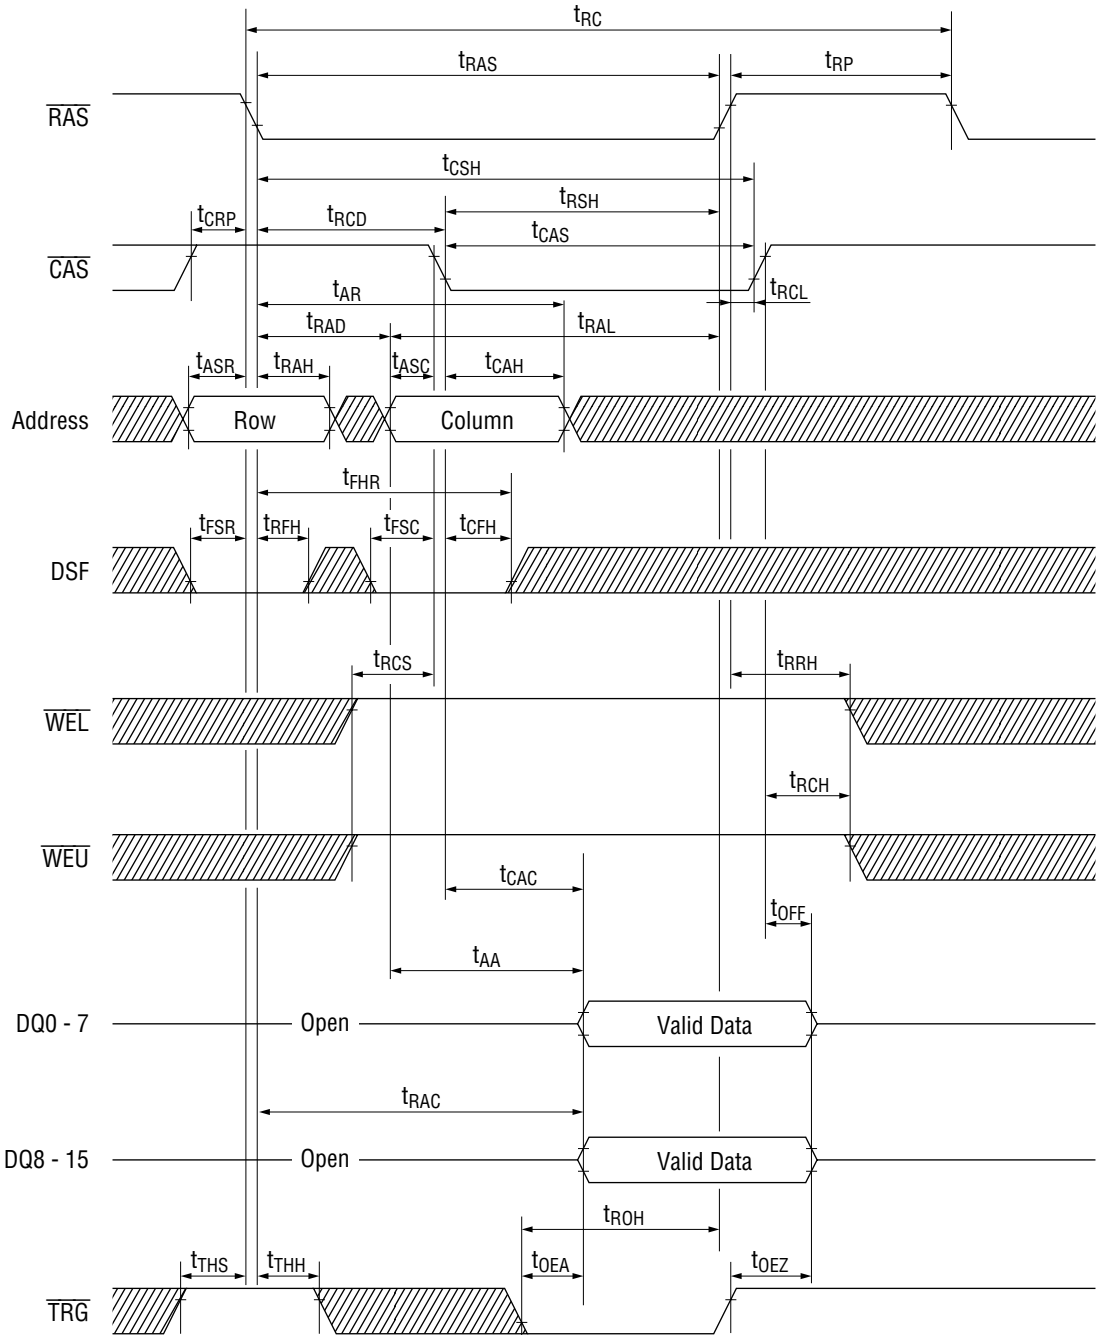 tRC
tRAS tRP
RAS
tCSH
tRSH
tCRP tRCD tCAS
CAS
tAR tRCL
tRAD tRAL
tASR tRAH tASC tCAH
Address Row Column
tFHR
tFSR tRFH tFSC tCFH
DSF
tRCS tRRH
WEL
tRCH
WEU
tCAC
tOFF
tAA
DQ0 - 7 Open Valid Data
tRAC
DQ8 - 15 Open Valid Data
tROH
tTHS tTHH tOEA tOEZ
TRG